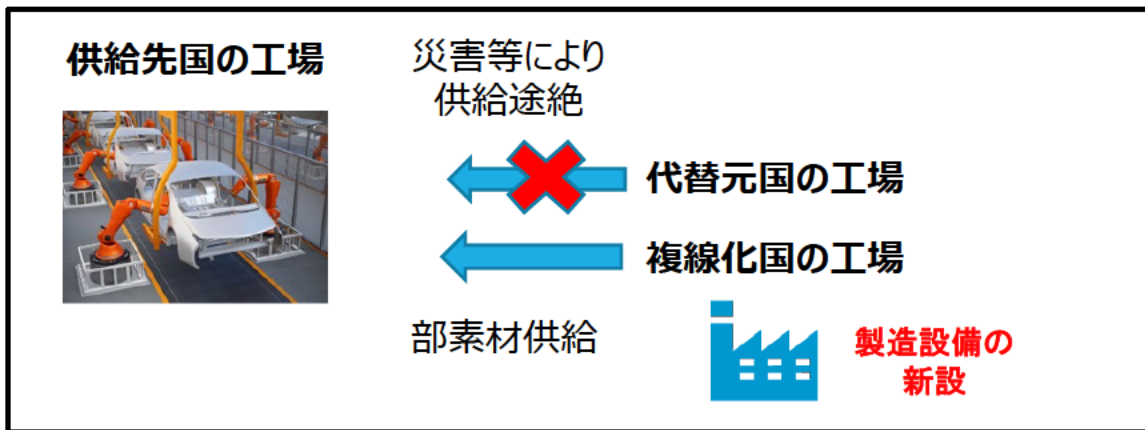 供給先国の工場
災害等により
供給途絶
代替元国の工場
複線化国の工場
部素材供給
製造設備の
新設